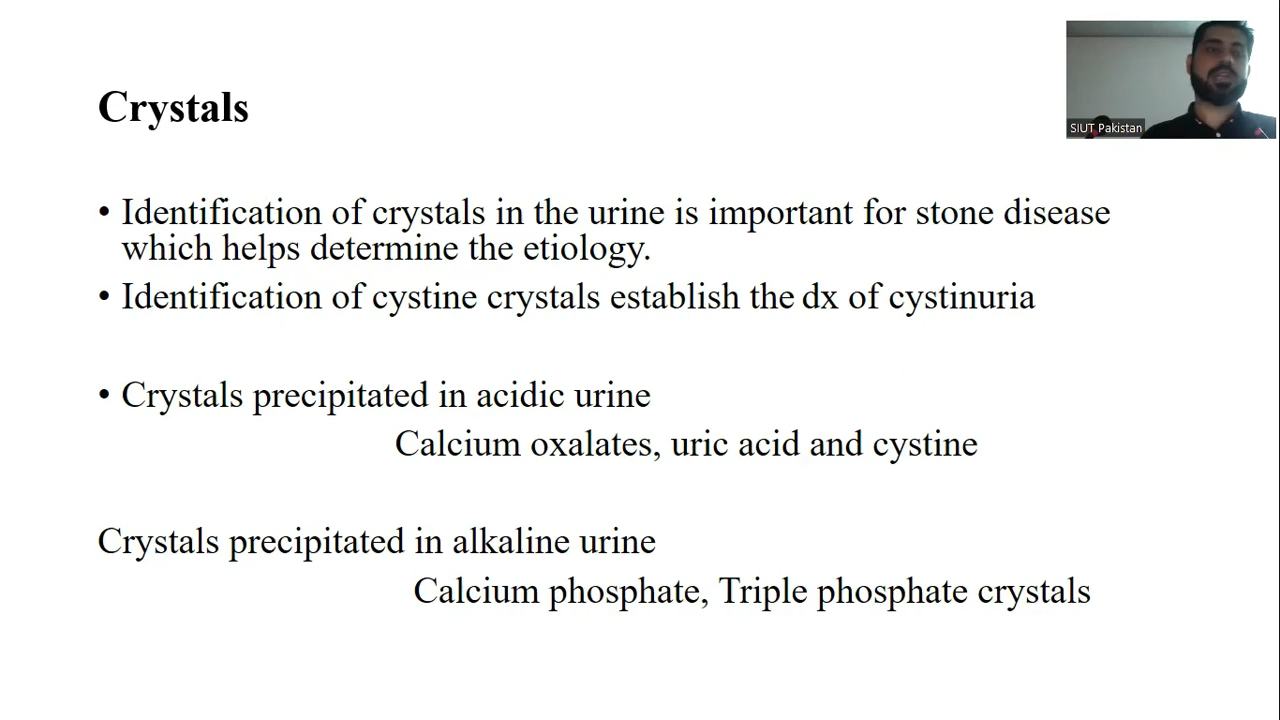 SIUT Pakistan
Crystals
• Identification of crystals in the urine is important for stone disease
which helps determine the etiology.
• Identification of cystine crystals establish the dx of cystinuria
• Crystals precipitated in acidic urine
Calcium oxalates, uric acid and cystine
Crystals precipitated in alkaline urine
Calcium phosphate, Triple phosphate crystals